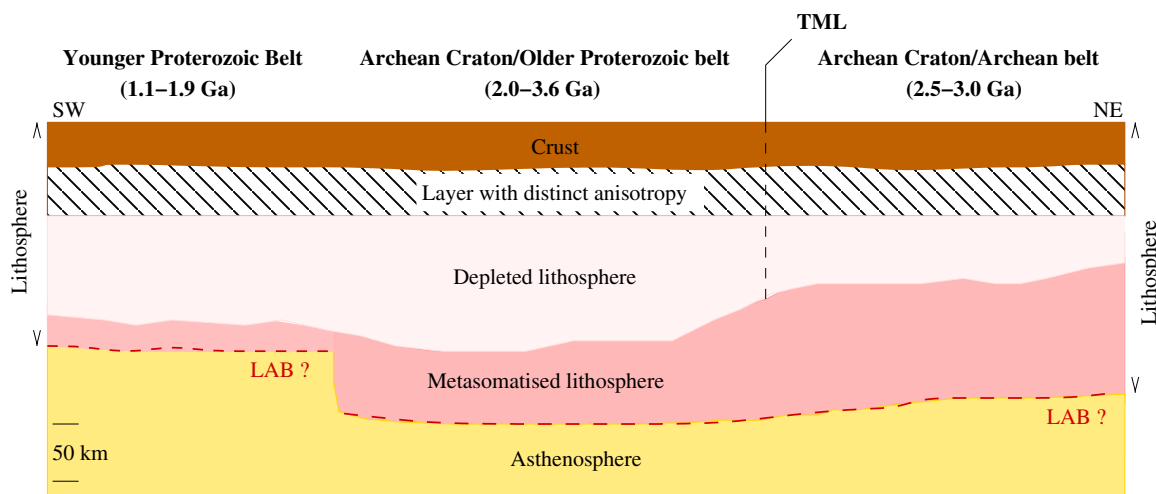 TML
Younger Proterozoic Belt
(1.1−1.9 Ga)
Archean Craton/Older Proterozoic belt
(2.0−3.6 Ga)
Archean Craton/Archean belt
(2.5−3.0 Ga)
SW
NE
Crust
Layer with distinct anisotropy
Lithosphere
Depleted lithosphere
Lithosphere
LAB ?
Metasomatised lithosphere
LAB ?
50 km
Asthenosphere